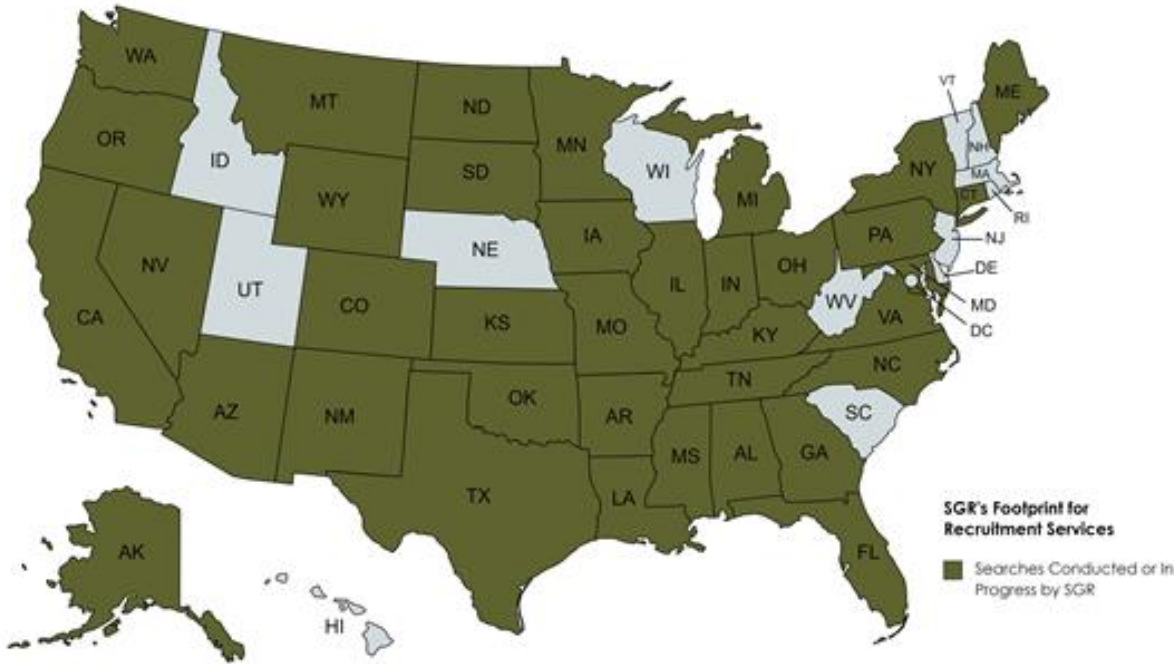 WA
MT
ND
MN
VT
ME
OR
ID
SD
WI
NH
NY
MA
WY
MI
CT
RI
IA
PA
NE
NJ
NV
UT
CO
IL
IN
OH
DE
WV
MD
CA
KS
MO
VA
DC
KY
NC
TN
AZ
NM
OK
AR
SC
MS
AL
GA
TX
LA
SGR's Footprint for
Recruitment Services
AK
FL
Searches Conducted or In
Progress by SGR
HI